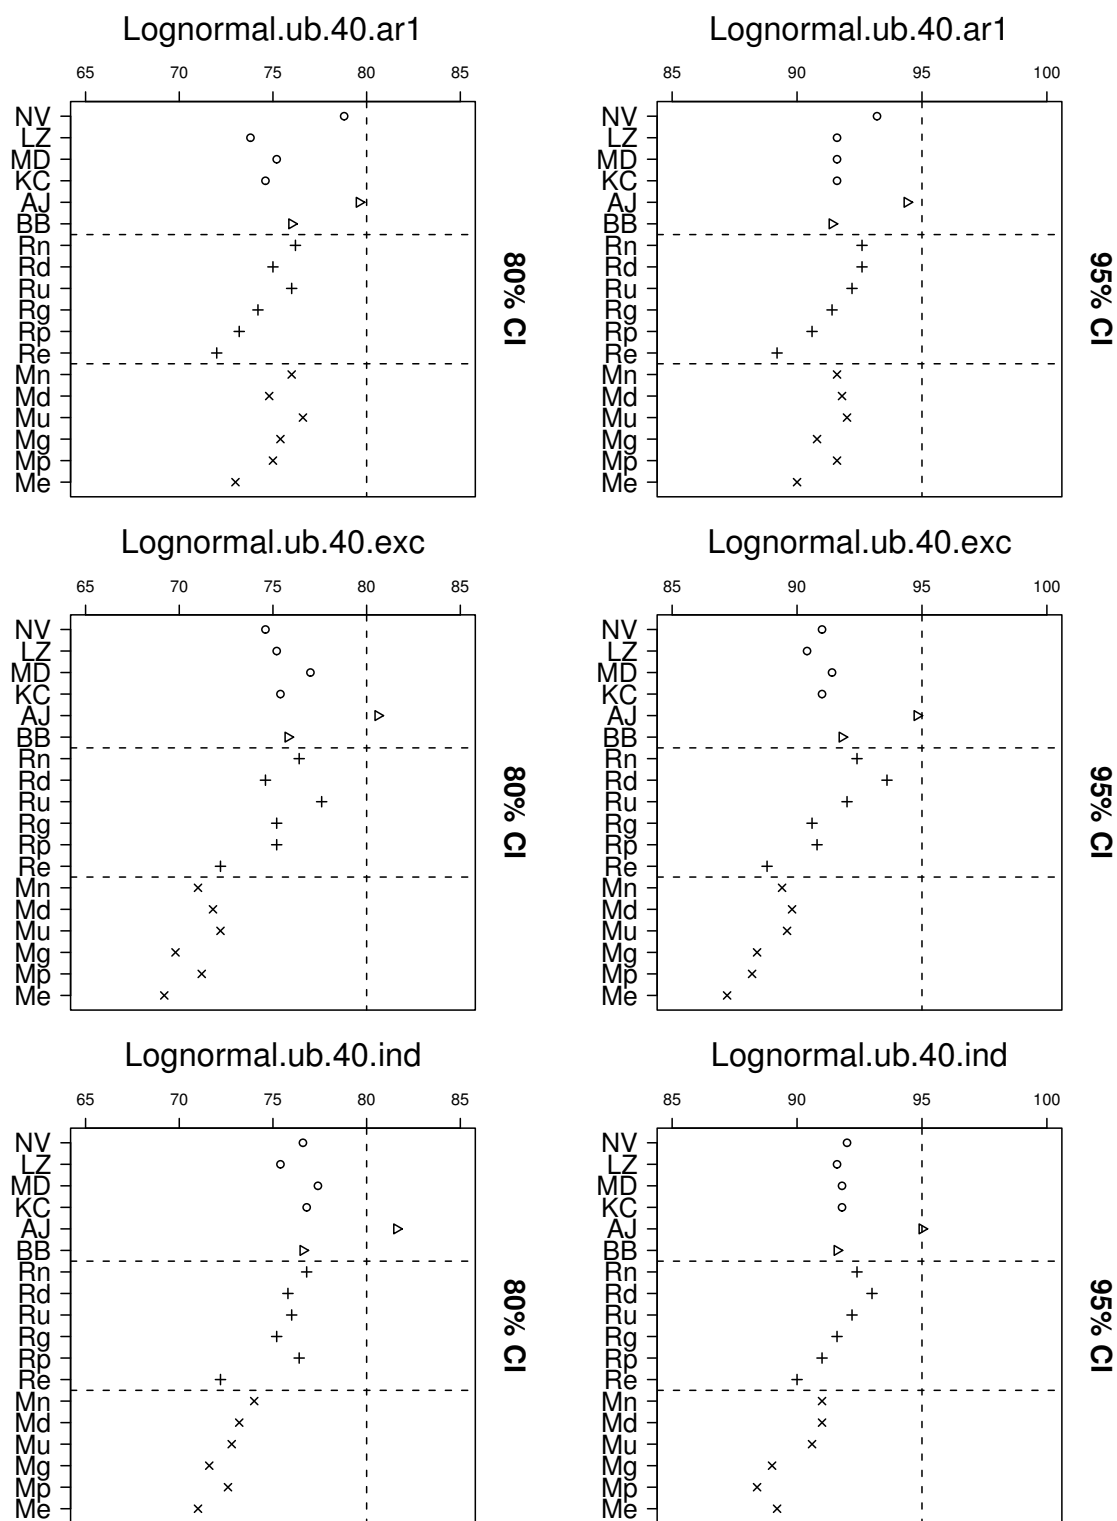 Lognormal.ub.40.ar1
65 70 75 80 85
NV
LZ
MD
KC
AJ
BB
Rn
Rd
Ru
Rg
Rp
Re
Mn
Md
Mu
Mg
Mp
Me
80% CI
Lognormal.ub.40.ar1
85 90 95 100
NV
LZ
MD
KC
AJ
BB
Rn
Rd
Ru
Rg
Rp
Re
Mn
Md
Mu
Mg
Mp
Me
95% CI
Lognormal.ub.40.exc
65 70 75 80 85
NV
LZ
MD
KC
AJ
BB
Rn
Rd
Ru
Rg
Rp
Re
Mn
Md
Mu
Mg
Mp
Me
80% CI
Lognormal.ub.40.exc
85 90 95 100
NV
LZ
MD
KC
AJ
BB
Rn
Rd
Ru
Rg
Rp
Re
Mn
Md
Mu
Mg
Mp
Me
95% CI
Lognormal.ub.40.ind
65 70 75 80 85
NV
LZ
MD
KC
AJ
BB
Rn
Rd
Ru
Rg
Rp
Re
Mn
Md
Mu
Mg
Mp
Me
80% CI
Lognormal.ub.40.ind
85 90 95 100
NV
LZ
MD
KC
AJ
BB
Rn
Rd
Ru
Rg
Rp
Re
Mn
Md
Mu
Mg
Mp
Me
95% CI